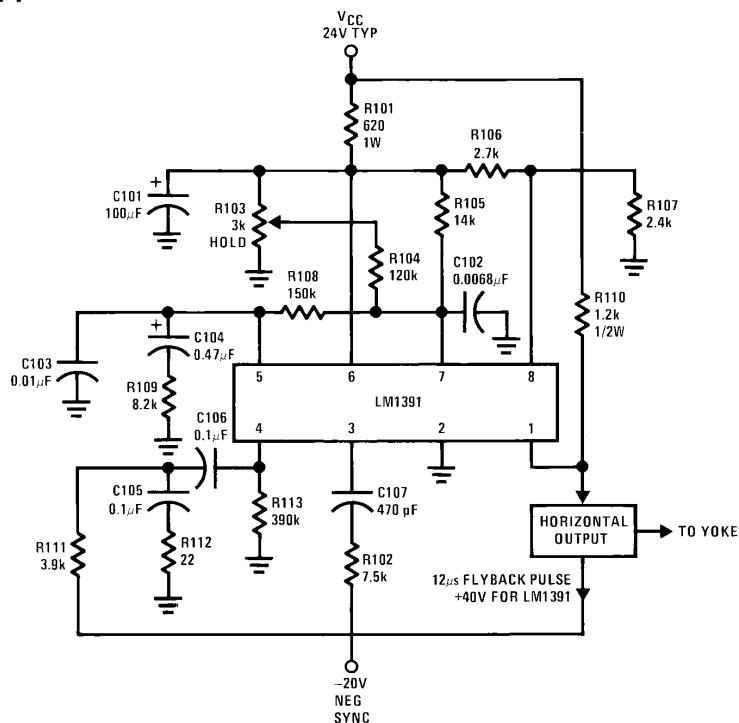 VCC
24V TYP
R101
620
1W
R106
2.7k
C101
+
100μF
R103
3k
HOLD
R105
14k
R107
2.4k
R104
120k
C102
0.0068μF
R108
150k
R110
1.2k
1/2W
C103
0.01μF
+
C104
0.47μF
R109
8.2k
5 6 7 8
LM1391
4 3 2 1
C106
0.1μF
C105
0.1μF
R113
390k
C107
470 pF
R111
3.9k
R112
22
R102
7.5k
HORIZONTAL
OUTPUT
TO YOKE
12μs FLYBACK PULSE
+40V FOR LM1391
−20V
NEG
SYNC